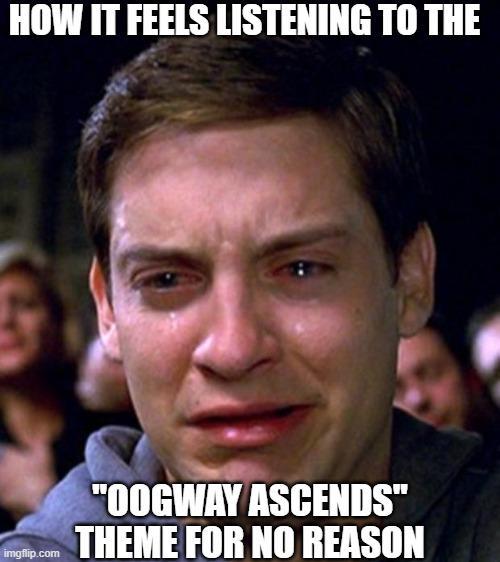 HOW IT FEELS LISTENING TO THE
"OOGWAY ASCENDS"
THEME FOR NO REASON
imgflip.com